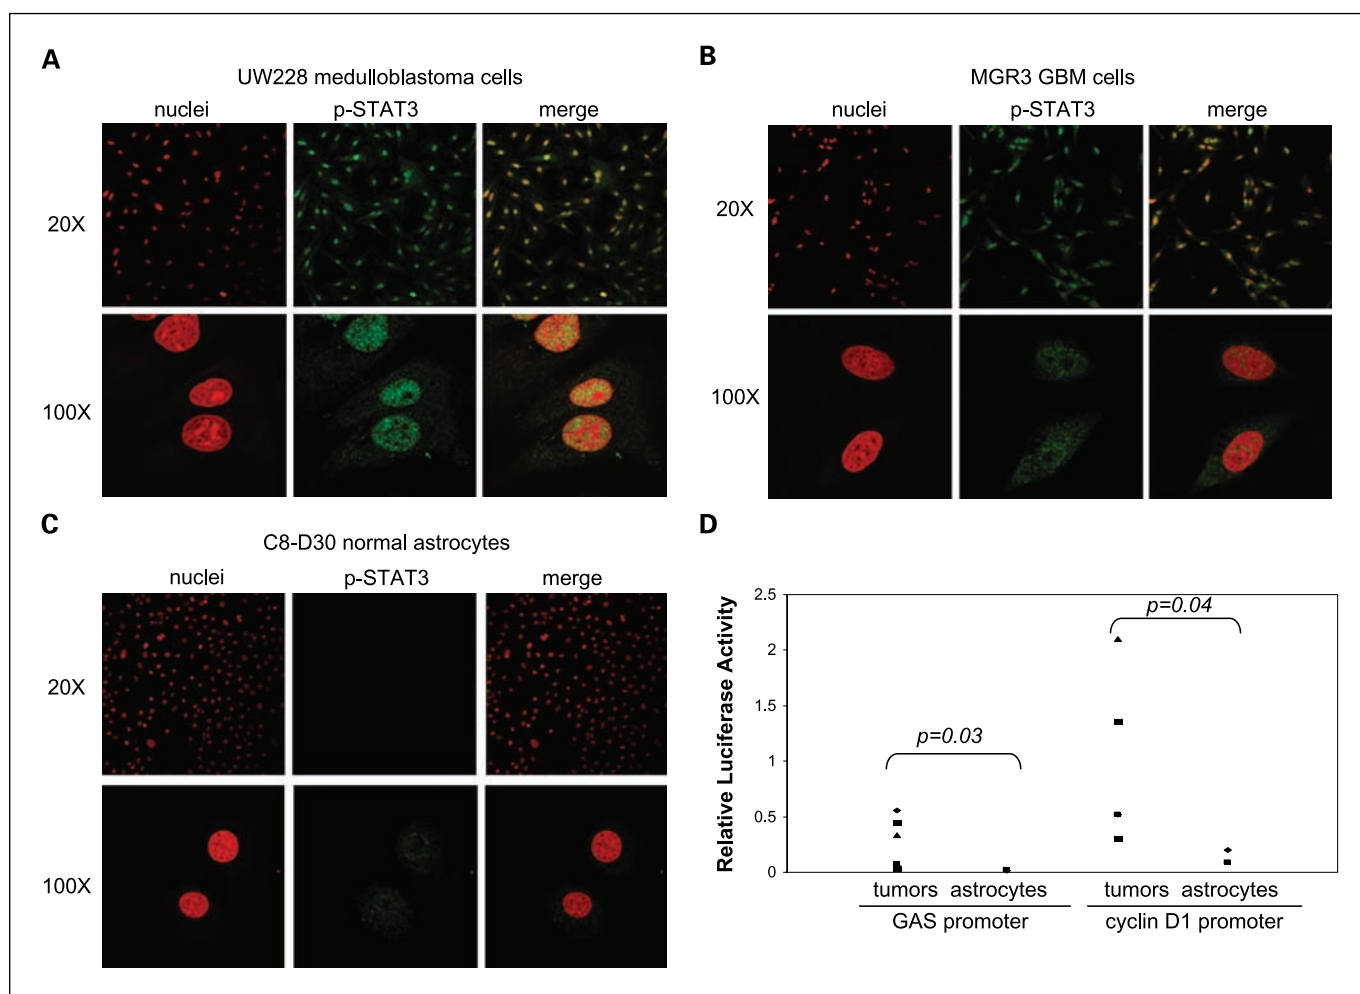 A
UW228 medulloblastoma cells
nuclei p-STAT3 merge
20X
100X
B
MGR3 GBM cells
nuclei p-STAT3 merge
20X
100X
C
C8-D30 normal astrocytes
nuclei p-STAT3 merge
20X
100X
D
Relative Luciferase Activity
2.5
2
1.5
1
0.5
0
p=0.03
p=0.04
tumors astrocytes tumors astrocytes
GAS promoter cyclin D1 promoter